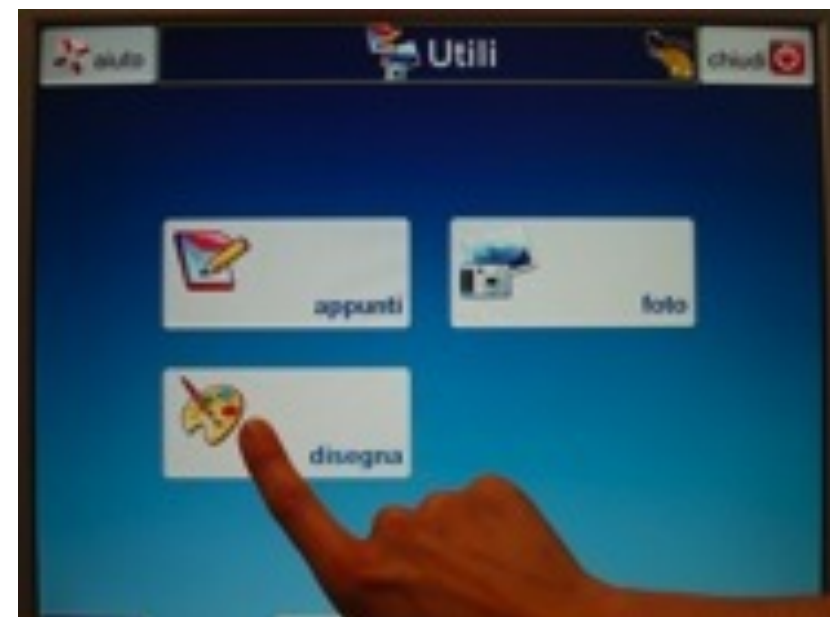 aiuto
Utili
chiudi
appunti
foto
disegna